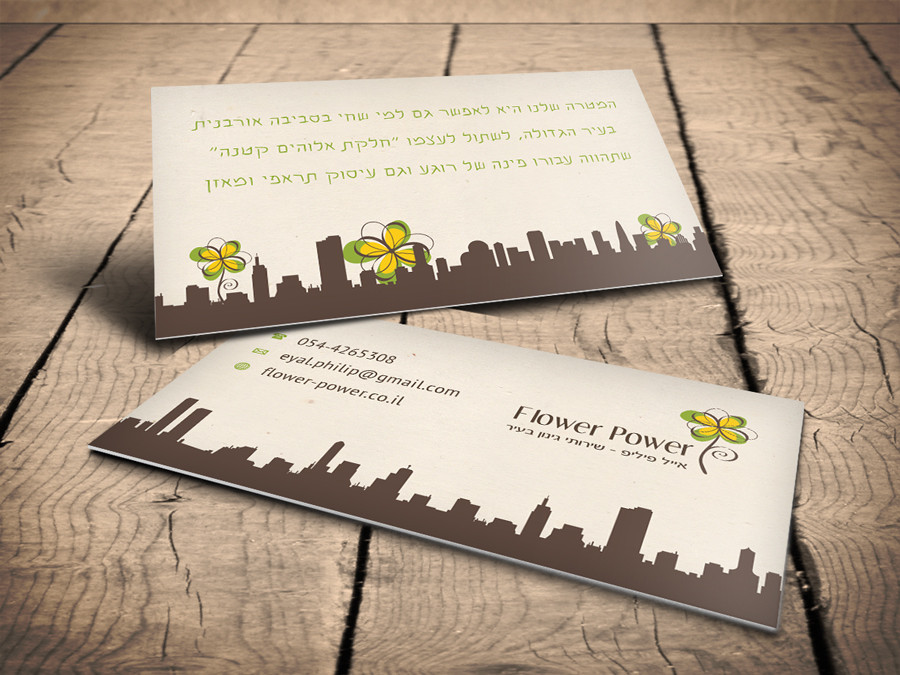 המטרה שלנו היא לאפשר גם למי שחי בסביבה אורבנית
בעיר הגדולה, לשתול לעצמו "חלקת אלוהים קטנה"
שתהווה עבורו פינה של רוגע וגם עיסוק תראפי ומאזן
054-4265308
eyal.philip@gmail.com
flower-power.co.il
Flower Power
אייל פיליפ - שירותי גינון בעיר